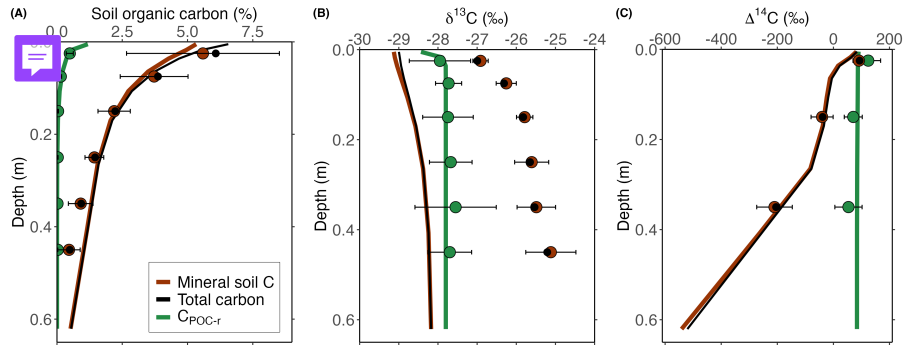 (A) Soil organic carbon (%)
2.5 5.0 7.5
0.2
0.4
0.6
Depth (m)
Mineral soil C
Total carbon
CPOC-r
(B) δ¹³C (‰)
-30 -29 -28 -27 -26 -25 -24
0.0
0.2
0.4
0.6
Depth (m)
(C) Δ¹⁴C (‰)
-600 -400 -200 0 200
0.0
0.2
0.4
0.6
Depth (m)